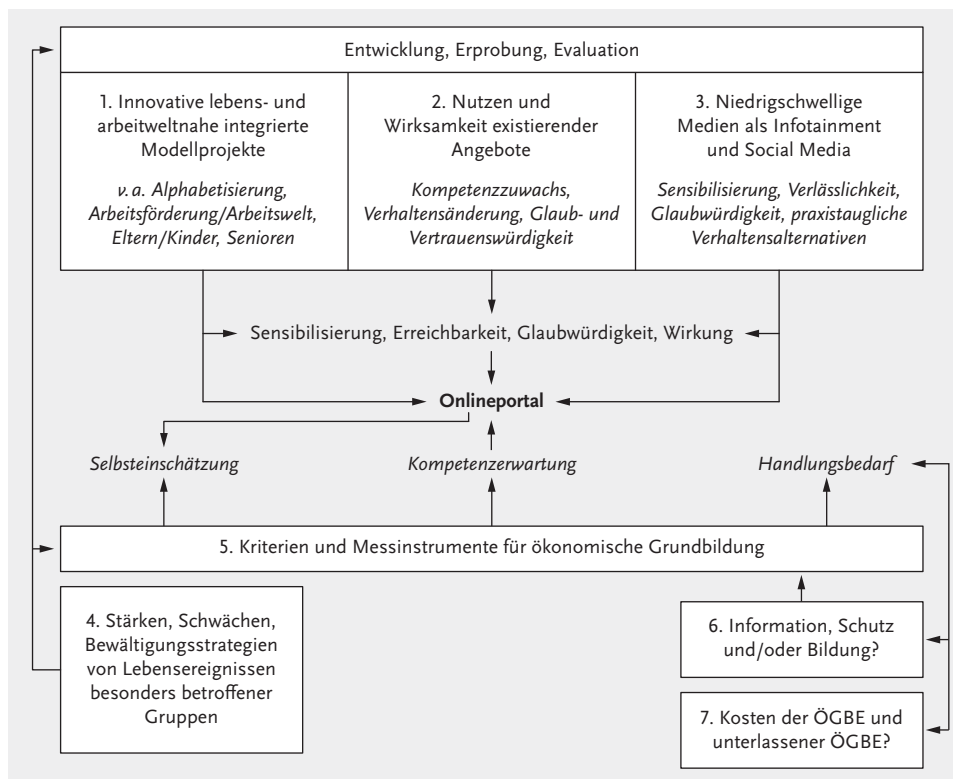 Entwicklung, Erprobung, Evaluation
1. Innovative lebens- und
arbeitweltnahe integrierte
Modellprojekte
v. a. Alphabetisierung,
Arbeitsförderung/Arbeitswelt,
Eltern/Kinder, Senioren
2. Nutzen und
Wirksamkeit existierender
Angebote
Kompetenzzuwachs,
Verhaltensänderung, Glaub- und
Vertrauenswürdigkeit
3. Niedrigschwellige
Medien als Infotainment
und Social Media
Sensibilisierung, Verlässlichkeit,
Glaubwürdigkeit, praxistaugliche
Verhaltensalternativen
Sensibilisierung, Erreichbarkeit, Glaubwürdigkeit, Wirkung
Onlineportal
Selbsteinschätzung
Kompetenzerwartung
Handlungsbedarf
5. Kriterien und Messinstrumente für ökonomische Grundbildung
4. Stärken, Schwächen,
Bewältigungsstrategien
von Lebensereignissen
besonders betroffener
Gruppen
6. Information, Schutz
und/oder Bildung?
7. Kosten der ÖGBE und
unterlassener ÖGBE?